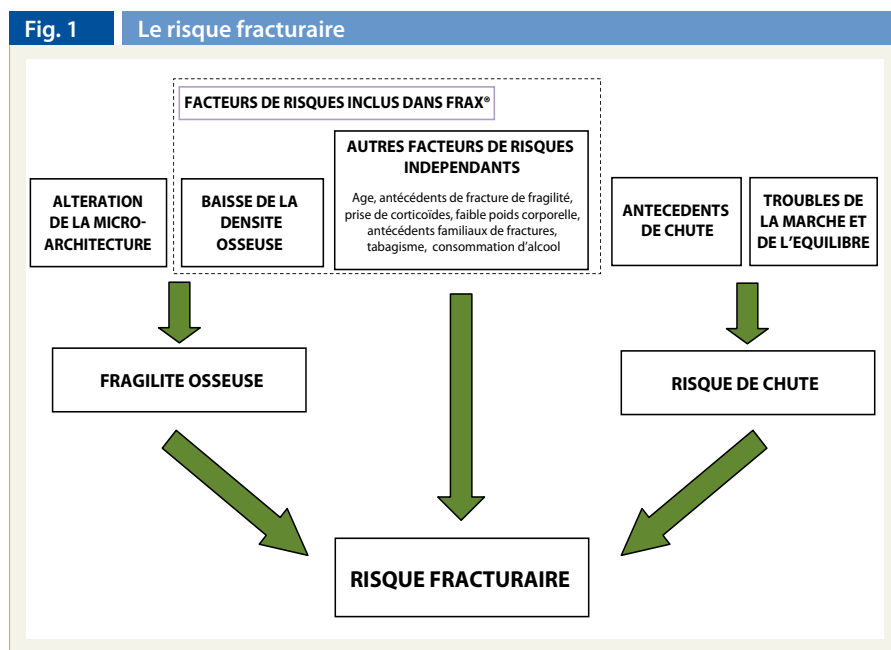 Fig. 1
Le risque fracturaire
FACTEURS DE RISQUES INCLUS DANS FRAX®
ALTERATION
DE LA MICRO-
ARCHITECTURE
BAISSE DE LA
DENSITE
OSSEUSE
AUTRES FACTEURS DE RISQUES
INDEPENDANTS
Age, antécédents de fracture de fragilité,
prise de corticoïdes, faible poids corporelle,
antécédents familiaux de fractures,
tabagisme, consommation d'alcool
ANTECEDENTS
DE CHUTE
TROUBLES DE
LA MARCHE ET
DE L'EQUILIBRE
FRAGILITE OSSEUSE
RISQUE DE CHUTE
RISQUE FRACTURAIRE